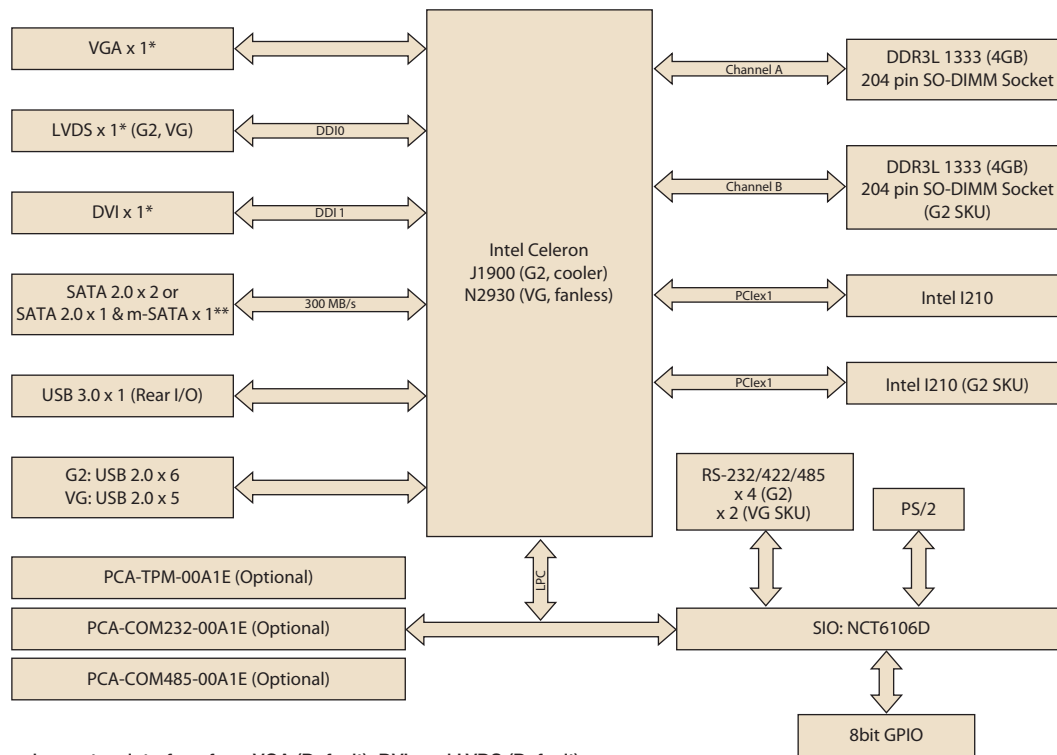 VGA x 1*
LVDS x 1* (G2, VG)
DDI0
DVI x 1*
DDI 1
SATA 2.0 x 2 or
SATA 2.0 x 1 & m-SATA x 1**
300 MB/s
USB 3.0 x 1 (Rear I/O)
G2: USB 2.0 x 6
VG: USB 2.0 x 5
Intel Celeron
J1900 (G2, cooler)
N2930 (VG, fanless)
Channel A
DDR3L 1333 (4GB)
204 pin SO-DIMM Socket
Channel B
DDR3L 1333 (4GB)
204 pin SO-DIMM Socket
(G2 SKU)
PCIex1
Intel I210
PCIex1
Intel I210 (G2 SKU)
RS-232/422/485
x 4 (G2)
x 2 (VG SKU)
PS/2
LPC
PCA-TPM-00A1E (Optional)
PCA-COM232-00A1E (Optional)
PCA-COM485-00A1E (Optional)
SIO: NCT6106D
8bit GPIO